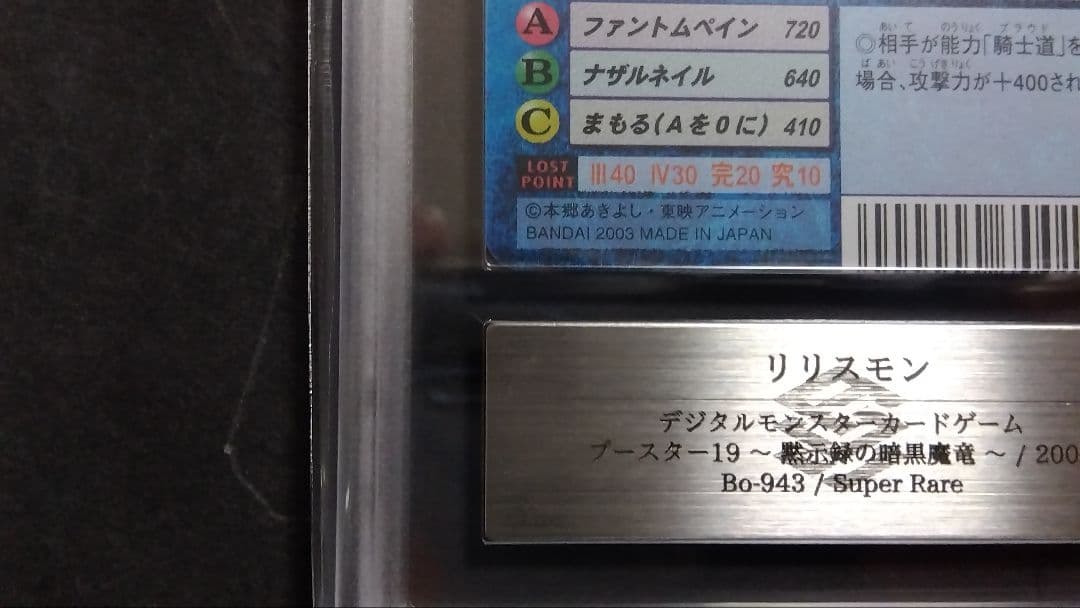 A ファントムペイン 720
B ナザルネイル 640
C まもる(Aを0に) 410
LOST POINT Ⅲ40 Ⅳ30 完20 究10
©本郷あきよし・東映アニメーション
BANDAI 2003 MADE IN JAPAN
あいて のうりょく プラウド
◎相手が能力「騎士道」を
ばあい こうげきりょく
場合、攻撃力が+400され
リリスモン
デジタルモンスターカードゲーム
ブースター19 ~ 黙示録の暗黒魔竜 ~ / 200
Bo-943 / Super Rare